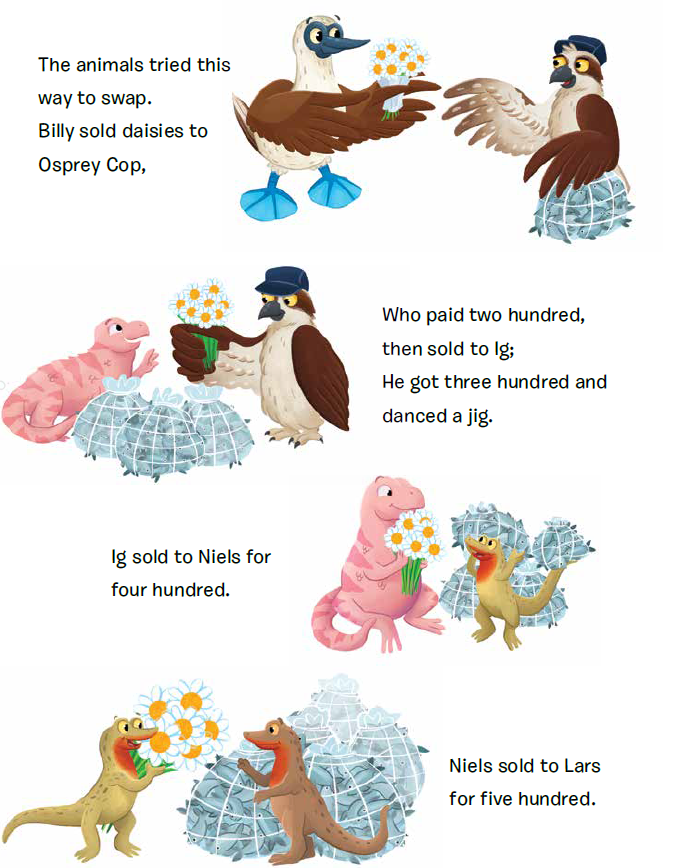 The animals tried this
way to swap.
Billy sold daisies to
Osprey Cop,
Who paid two hundred,
then sold to Ig;
He got three hundred and
danced a jig.
Ig sold to Niels for
four hundred.
Niels sold to Lars
for five hundred.